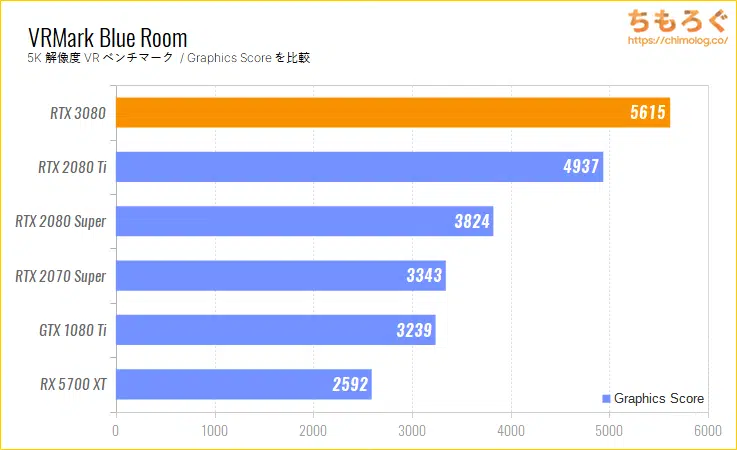 ちもろぐ
https://chimolog.co/
VRMark Blue Room
5K 解像度 VR ベンチマーク / Graphics Score を比較
RTX 3080 5615
RTX 2080 Ti 4937
RTX 2080 Super 3824
RTX 2070 Super 3343
GTX 1080 Ti 3239
RX 5700 XT 2592
Graphics Score
0 1000 2000 3000 4000 5000 6000